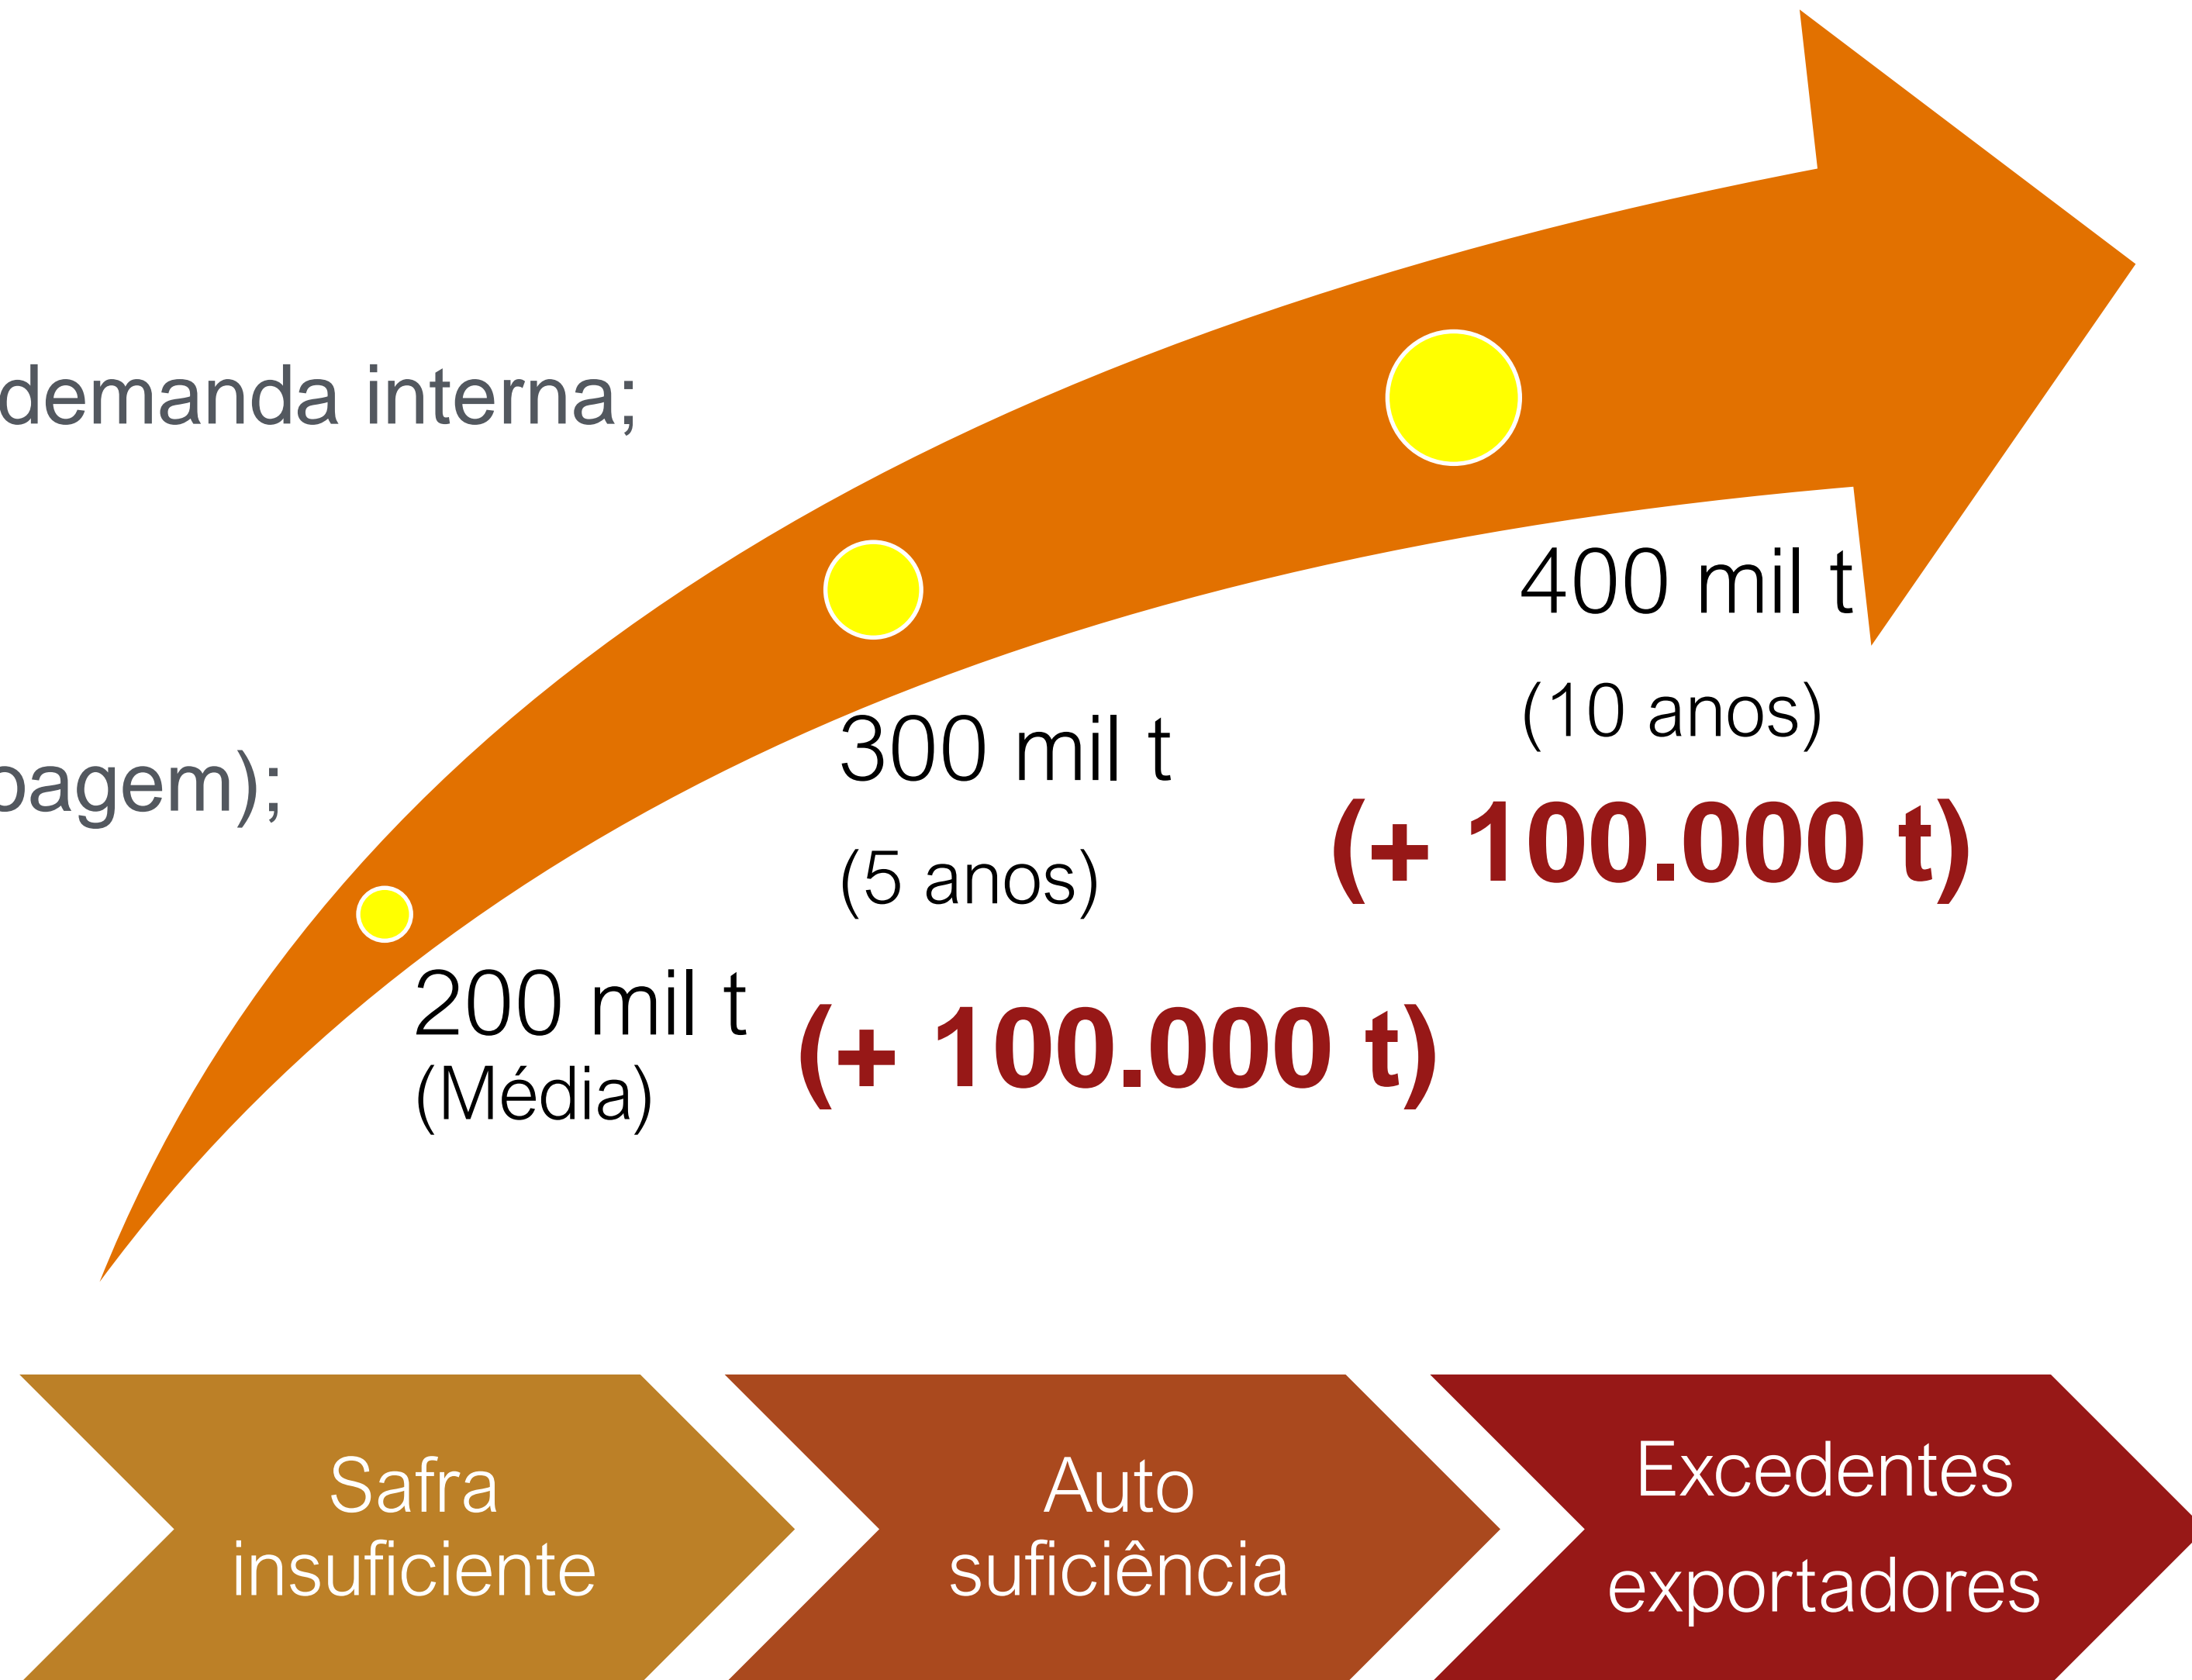 demanda interna;
400 mil t
(10 anos)
300 mil t
(+ 100.000 t)
(5 anos)
200 mil t
(+ 100.000 t)
(Média)
Safra
insuficiente
Auto
suficiência
Excedentes
exportadores